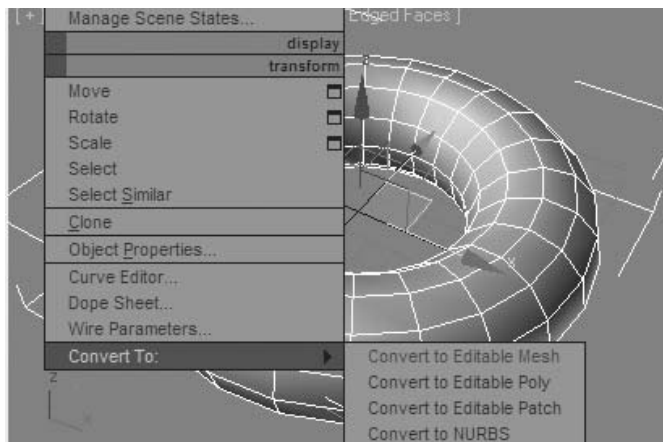 [ + ]
Edged Faces ]
Manage Scene States...
display
transform
Move
Rotate
Scale
Select
Select Similar
Clone
Object Properties...
Curve Editor...
Dope Sheet...
Wire Parameters...
Convert To:
Convert to Editable Mesh
Convert to Editable Poly
Convert to Editable Patch
Convert to NURBS
z
x
z
x